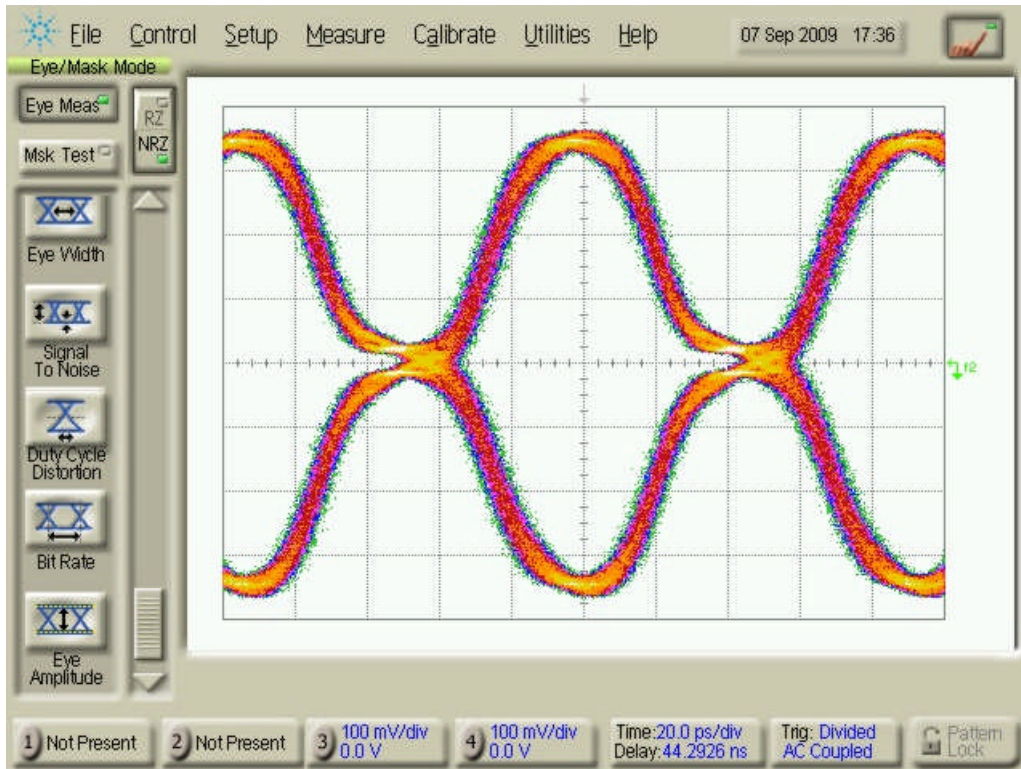 File Control Setup Measure Calibrate Utilities Help 07 Sep 2009 17:36
Eye/Mask Mode
Eye Meas
RZ
NRZ
Msk Test
Eye Width
Signal
To Noise
Duty Cycle
Distortion
Bit Rate
Eye
Amplitude
f2
1 Not Present
2 Not Present
3 100 mV/div
0.0 V
4 100 mV/div
0.0 V
Time:20.0 ps/div
Delay:44.2926 ns
Trig: Divided
AC Coupled
Pattern
Lock